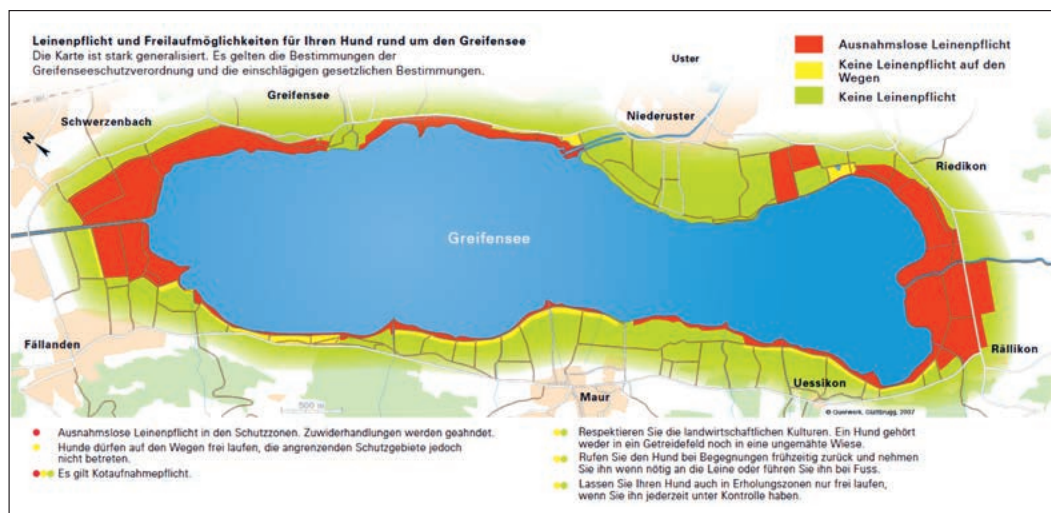 Leinenpflicht und Freilaufmöglichkeiten für Ihren Hund rund um den Greifensee
Die Karte ist stark generalisiert. Es gelten die Bestimmungen der
Greifenseeschutzverordnung und die einschlägigen gesetzlichen Bestimmungen.
Ausnahmslose Leinenpflicht
Keine Leinenpflicht auf den
Wegen
Keine Leinenpflicht
Uster
Greifensee
Niederuster
Schwerzenbach
N
Riedikon
Greifensee
Fällanden
Rällikon
Uessikon
Maur
500 m
© Querwerk, Glattbrugg, 2007
Ausnahmslose Leinenpflicht in den Schutzzonen. Zuwiderhandlungen werden geahndet.
Hunde dürfen auf den Wegen frei laufen, die angrenzenden Schutzgebiete jedoch
nicht betreten.
Es gilt Kotaufnahmepflicht.
Respektieren Sie die landwirtschaftlichen Kulturen. Ein Hund gehört
weder in ein Getreidefeld noch in eine ungemähte Wiese.
Rufen Sie den Hund bei Begegnungen frühzeitig zurück und nehmen
Sie ihn wenn nötig an die Leine oder führen Sie ihn bei Fuss.
Lassen Sie Ihren Hund auch in Erholungszonen nur frei laufen,
wenn Sie ihn jederzeit unter Kontrolle haben.